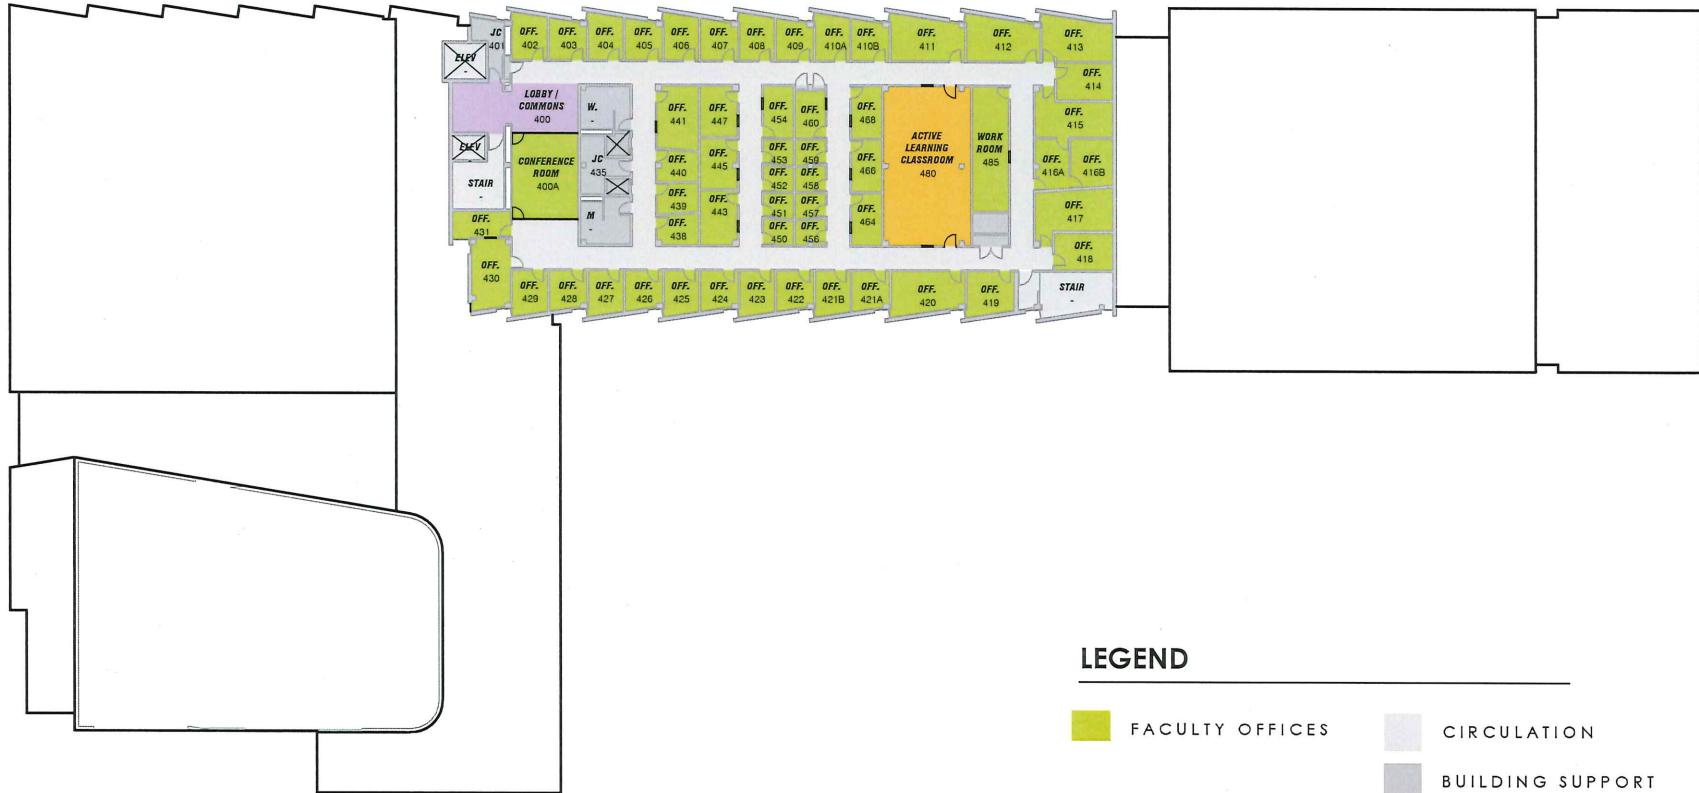 JC
401
OFF.
402
OFF.
403
OFF.
404
OFF.
405
OFF.
406
OFF.
407
OFF.
408
OFF.
409
OFF.
410A
OFF.
410B
OFF.
411
OFF.
412
OFF.
413
ELEV
-
OFF.
414
LOBBY /
COMMONS
400
W.
-
OFF.
441
OFF.
447
OFF.
454
OFF.
460
OFF.
468
ACTIVE
LEARNING
CLASSROOM
480
WORK
ROOM
485
OFF.
415
ELEV
CONFERENCE
ROOM
400A
JC
435
OFF.
440
OFF.
445
OFF.
453
OFF.
459
OFF.
452
OFF.
458
OFF.
466
OFF.
416A
OFF.
416B
STAIR
-
OFF.
439
OFF.
443
OFF.
451
OFF.
457
OFF.
464
OFF.
417
OFF.
431
M
-
OFF.
438
OFF.
450
OFF.
456
OFF.
418
OFF.
430
OFF.
429
OFF.
428
OFF.
427
OFF.
426
OFF.
425
OFF.
424
OFF.
423
OFF.
422
OFF.
421B
OFF.
421A
OFF.
420
OFF.
419
STAIR
-
LEGEND
FACULTY OFFICES
CIRCULATION
BUILDING SUPPORT